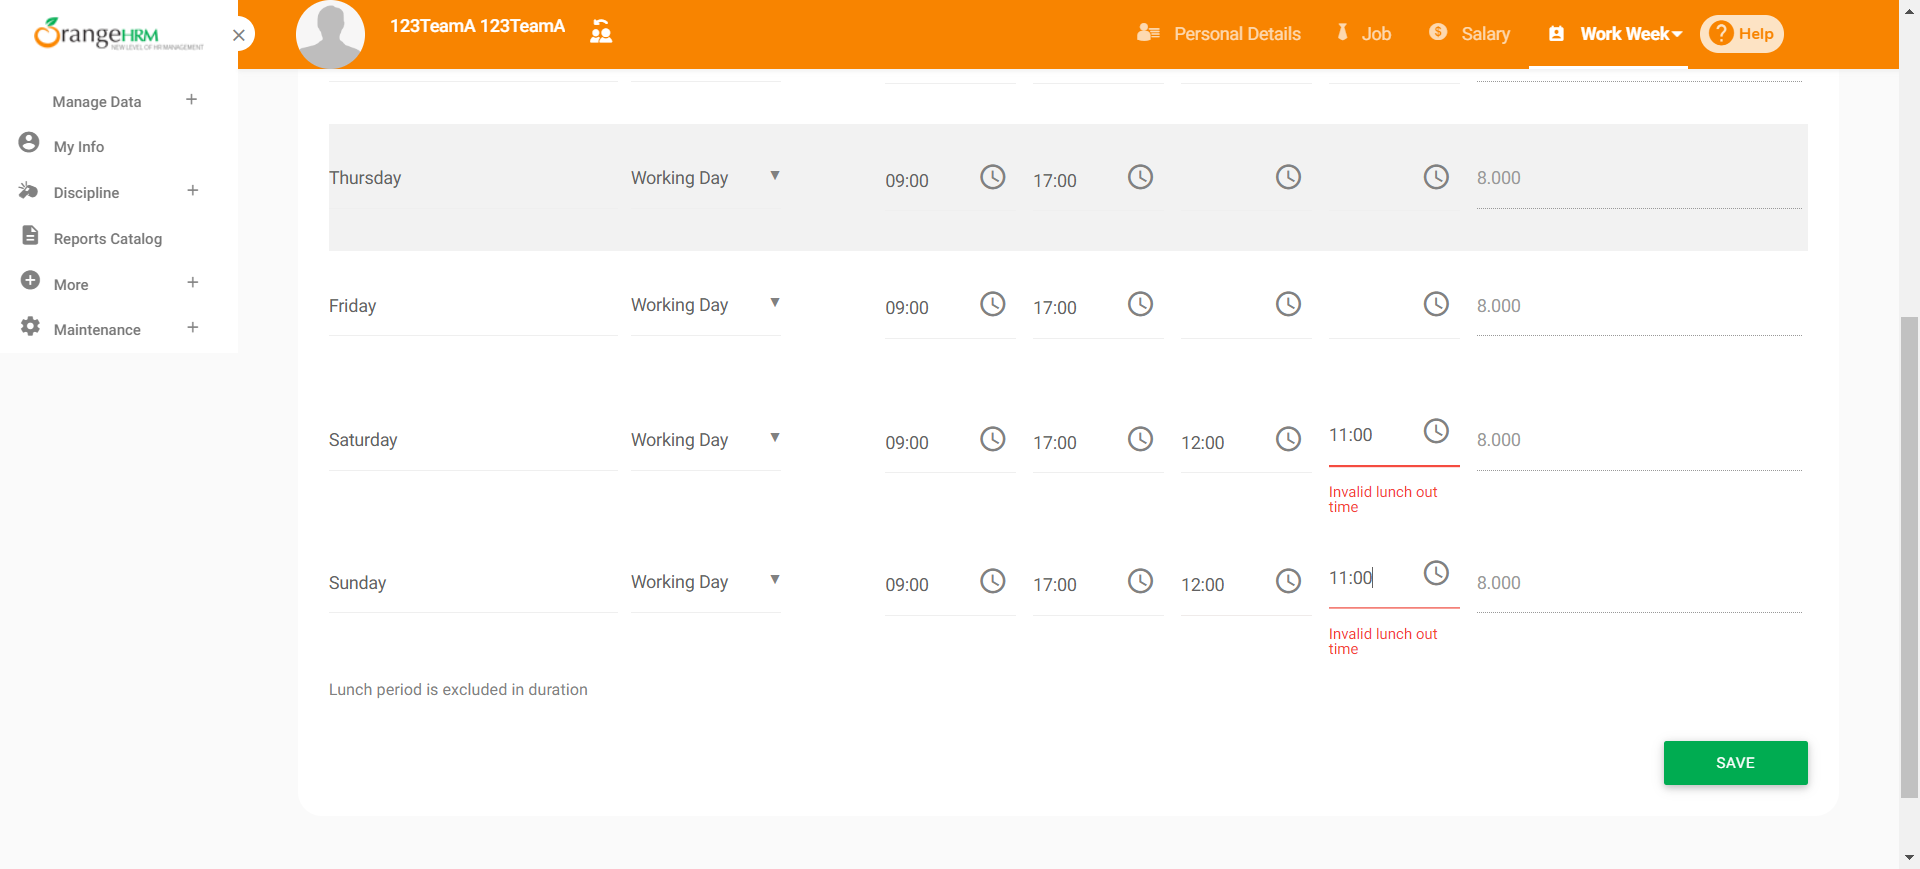 OrangeHRM
NEW LEVEL OF HR MANAGEMENT
123TeamA 123TeamA
Personal Details
Job
Salary
Work Week
? Help
Manage Data +
My Info
Discipline +
Reports Catalog
More +
Maintenance +
Thursday Working Day 09:00 17:00 8.000
Friday Working Day 09:00 17:00 8.000
Saturday Working Day 09:00 17:00 12:00 11:00 8.000
Invalid lunch out
time
Sunday Working Day 09:00 17:00 12:00 11:00 8.000
Invalid lunch out
time
Lunch period is excluded in duration
SAVE